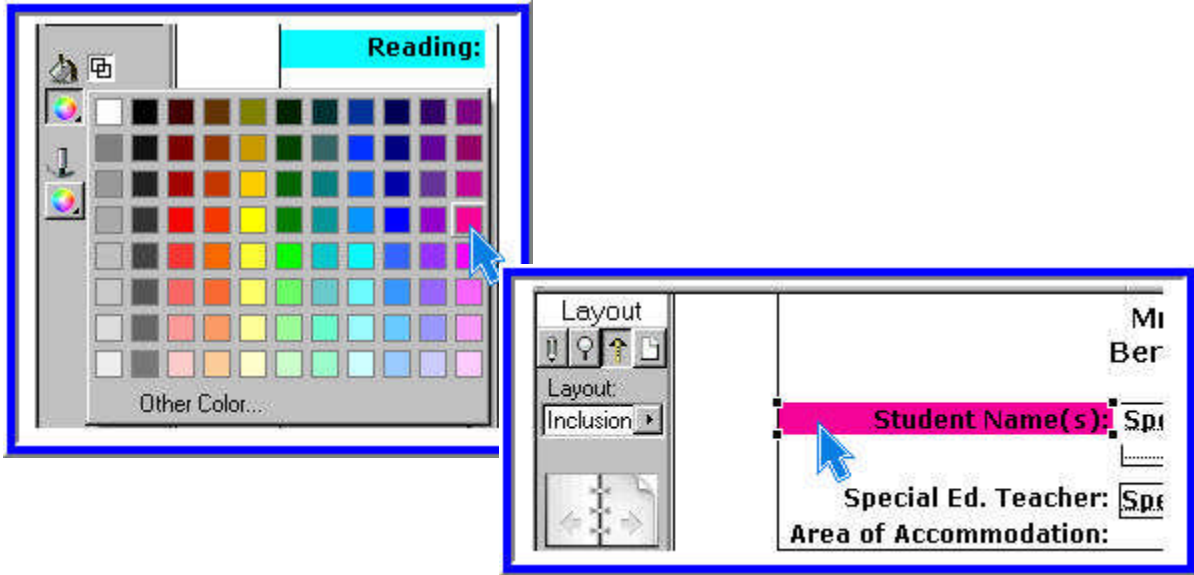 Reading:
Other Color...
Layout
Layout:
Inclusion
Student Name(s):
Special Ed. Teacher:
Area of Accommodation: